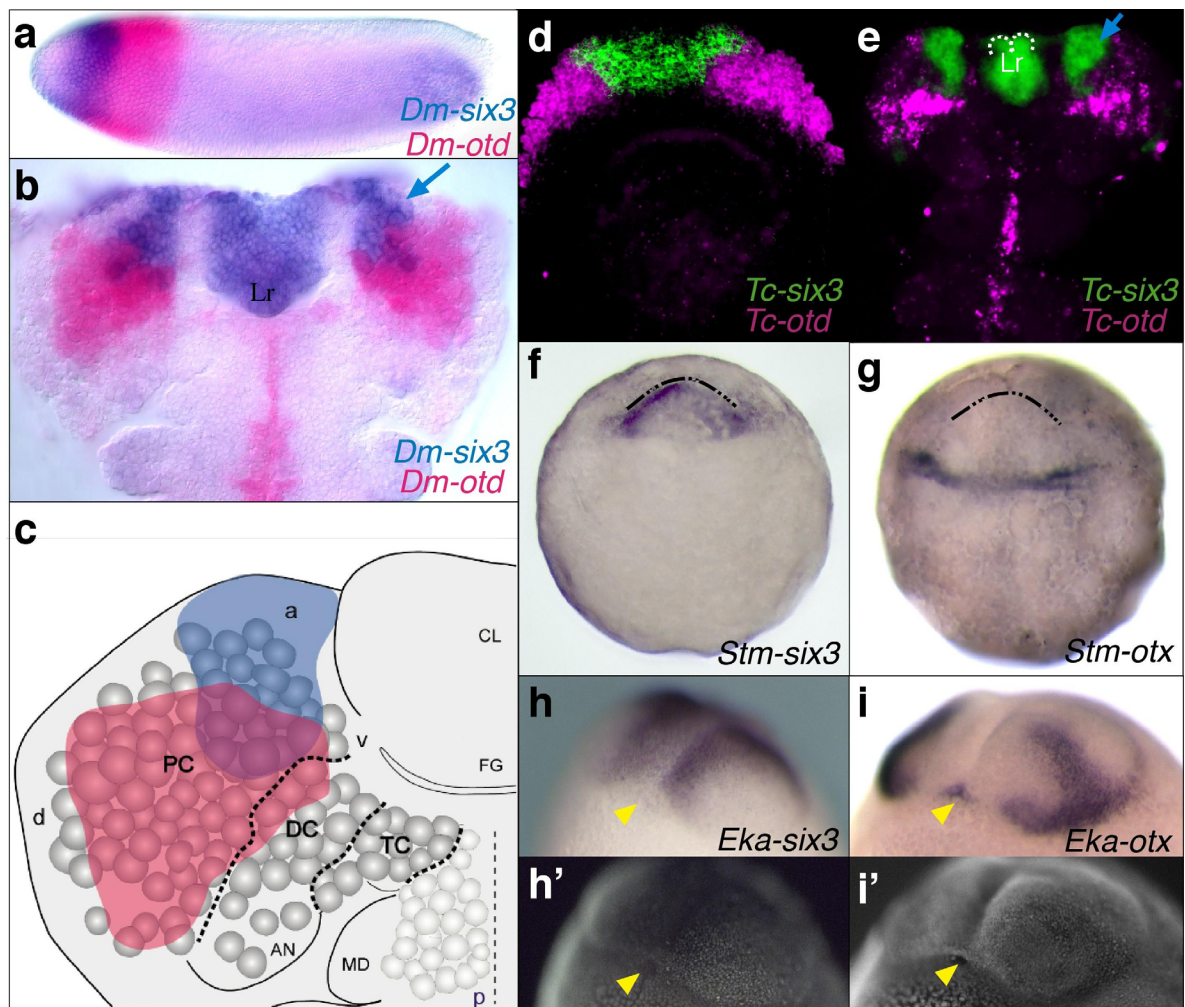 a
Dm-six3
Dm-otd
b
Lr
Dm-six3
Dm-otd
c
a
CL
PC
v
FG
d
DC
TC
AN
MD
p
d
Tc-six3
Tc-otd
e
Lr
Tc-six3
Tc-otd
f
Stm-six3
g
Stm-otx
h
Eka-six3
i
Eka-otx
h'
i'